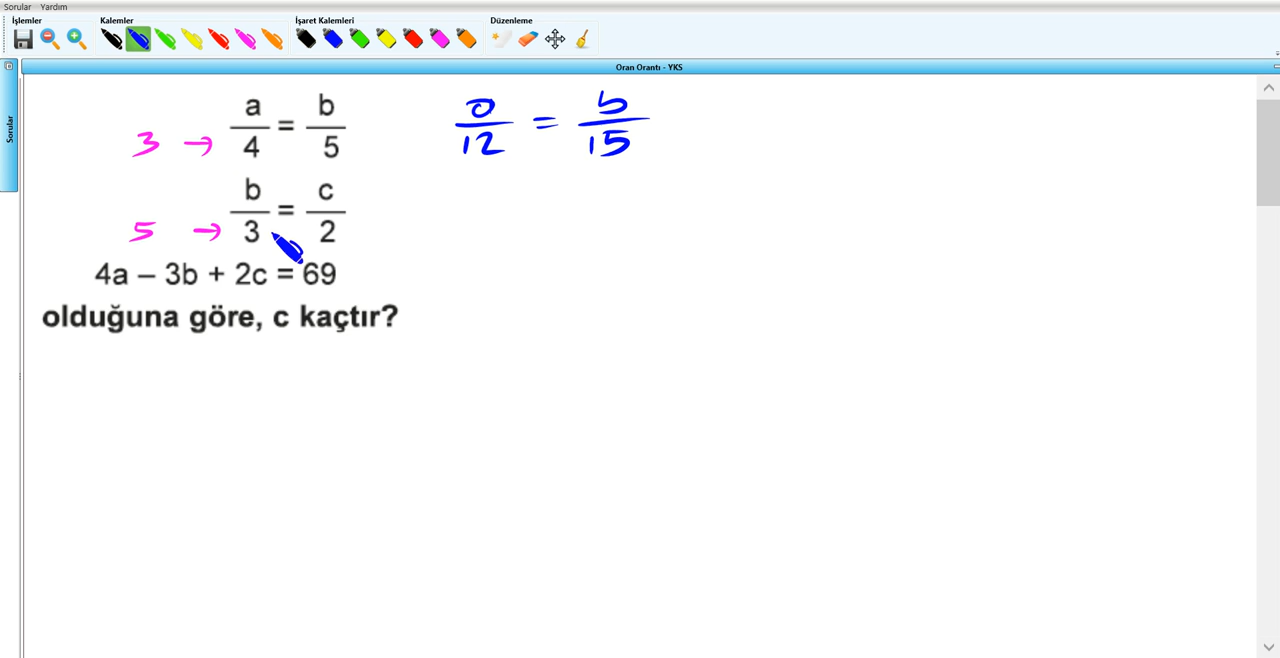 Sorular Yardım
İşlemler Kalemler İşaret Kalemleri Düzenleme
Oran Orantı - YKS
Sorular
3 → a/4 = b/5
a/12 = b/15
5 → b/3 = c/2
4a – 3b + 2c = 69
olduğuna göre, c kaçtır?